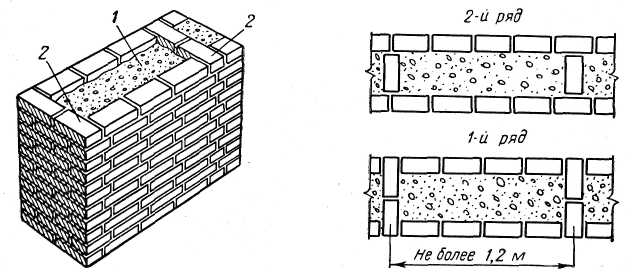 1
2
2
2-й ряд
1-й ряд
Не более 1,2 м